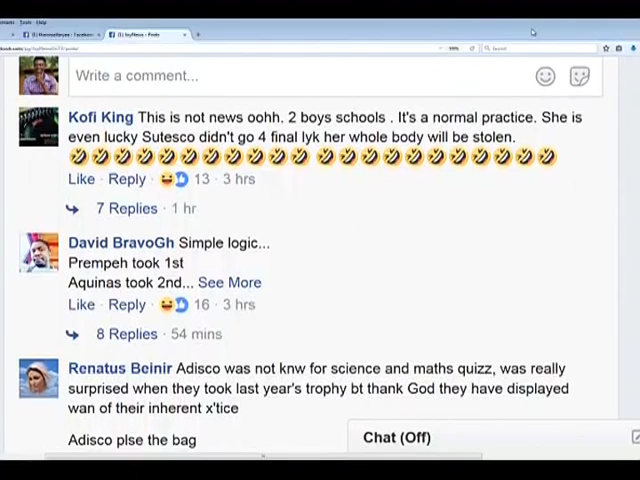 Tools Help
JoyNews - Posts
Search
Write a comment...
Kofi King This is not news oohh. 2 boys schools . It's a normal practice. She is
even lucky Sutesco didn't go 4 final lyk her whole body will be stolen.
🤣🤣🤣🤣🤣🤣🤣🤣🤣🤣🤣 🤣🤣🤣🤣🤣🤣🤣🤣🤣🤣🤣
Like · Reply · 13 · 3 hrs
7 Replies · 1 hr
David BravoGh Simple logic...
Prempeh took 1st
Aquinas took 2nd... See More
Like · Reply · 16 · 3 hrs
8 Replies · 54 mins
Renatus Beinir Adisco was not knw for science and maths quizz, was really
surprised when they took last year's trophy bt thank God they have displayed
wan of their inherent x'tice
Adisco plse the bag
Chat (Off)